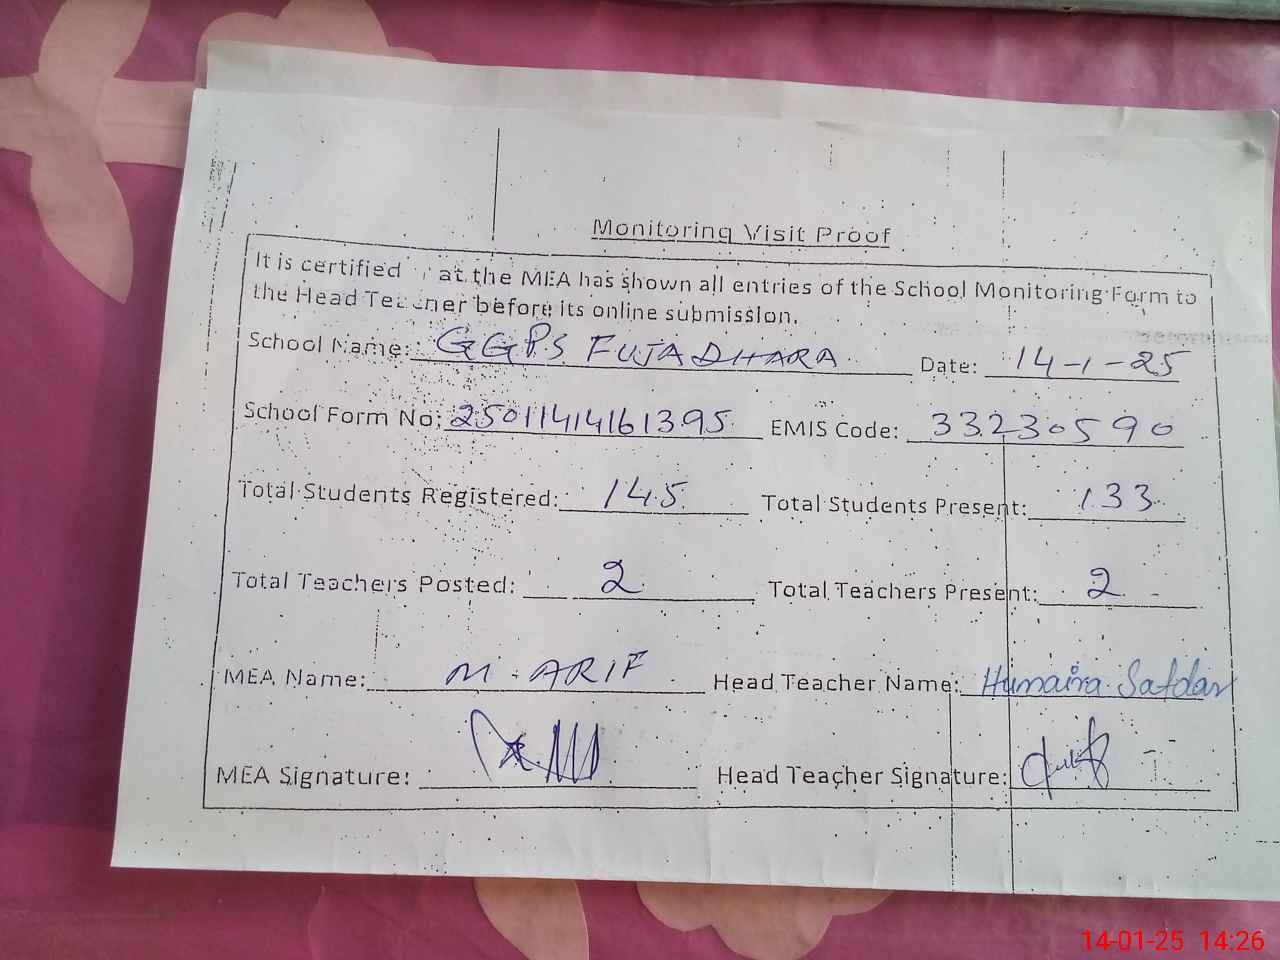 Monitoring Visit Proof
It is certified at the MEA has shown all entries of the School Monitoring Form to
the Head Teacher before its online submission.
School Name: GGPS FUJADHARA Date: 14-1-25
School Form No: 25011414161395 EMIS Code: 33230590
Total Students Registered: 145 Total Students Present: 133
Total Teachers Posted: 2 Total Teachers Present: 2
MEA Name: M. ARIF Head Teacher Name: Humaira Safdar
MEA Signature: Head Teacher Signature:
14-01-25 14:26